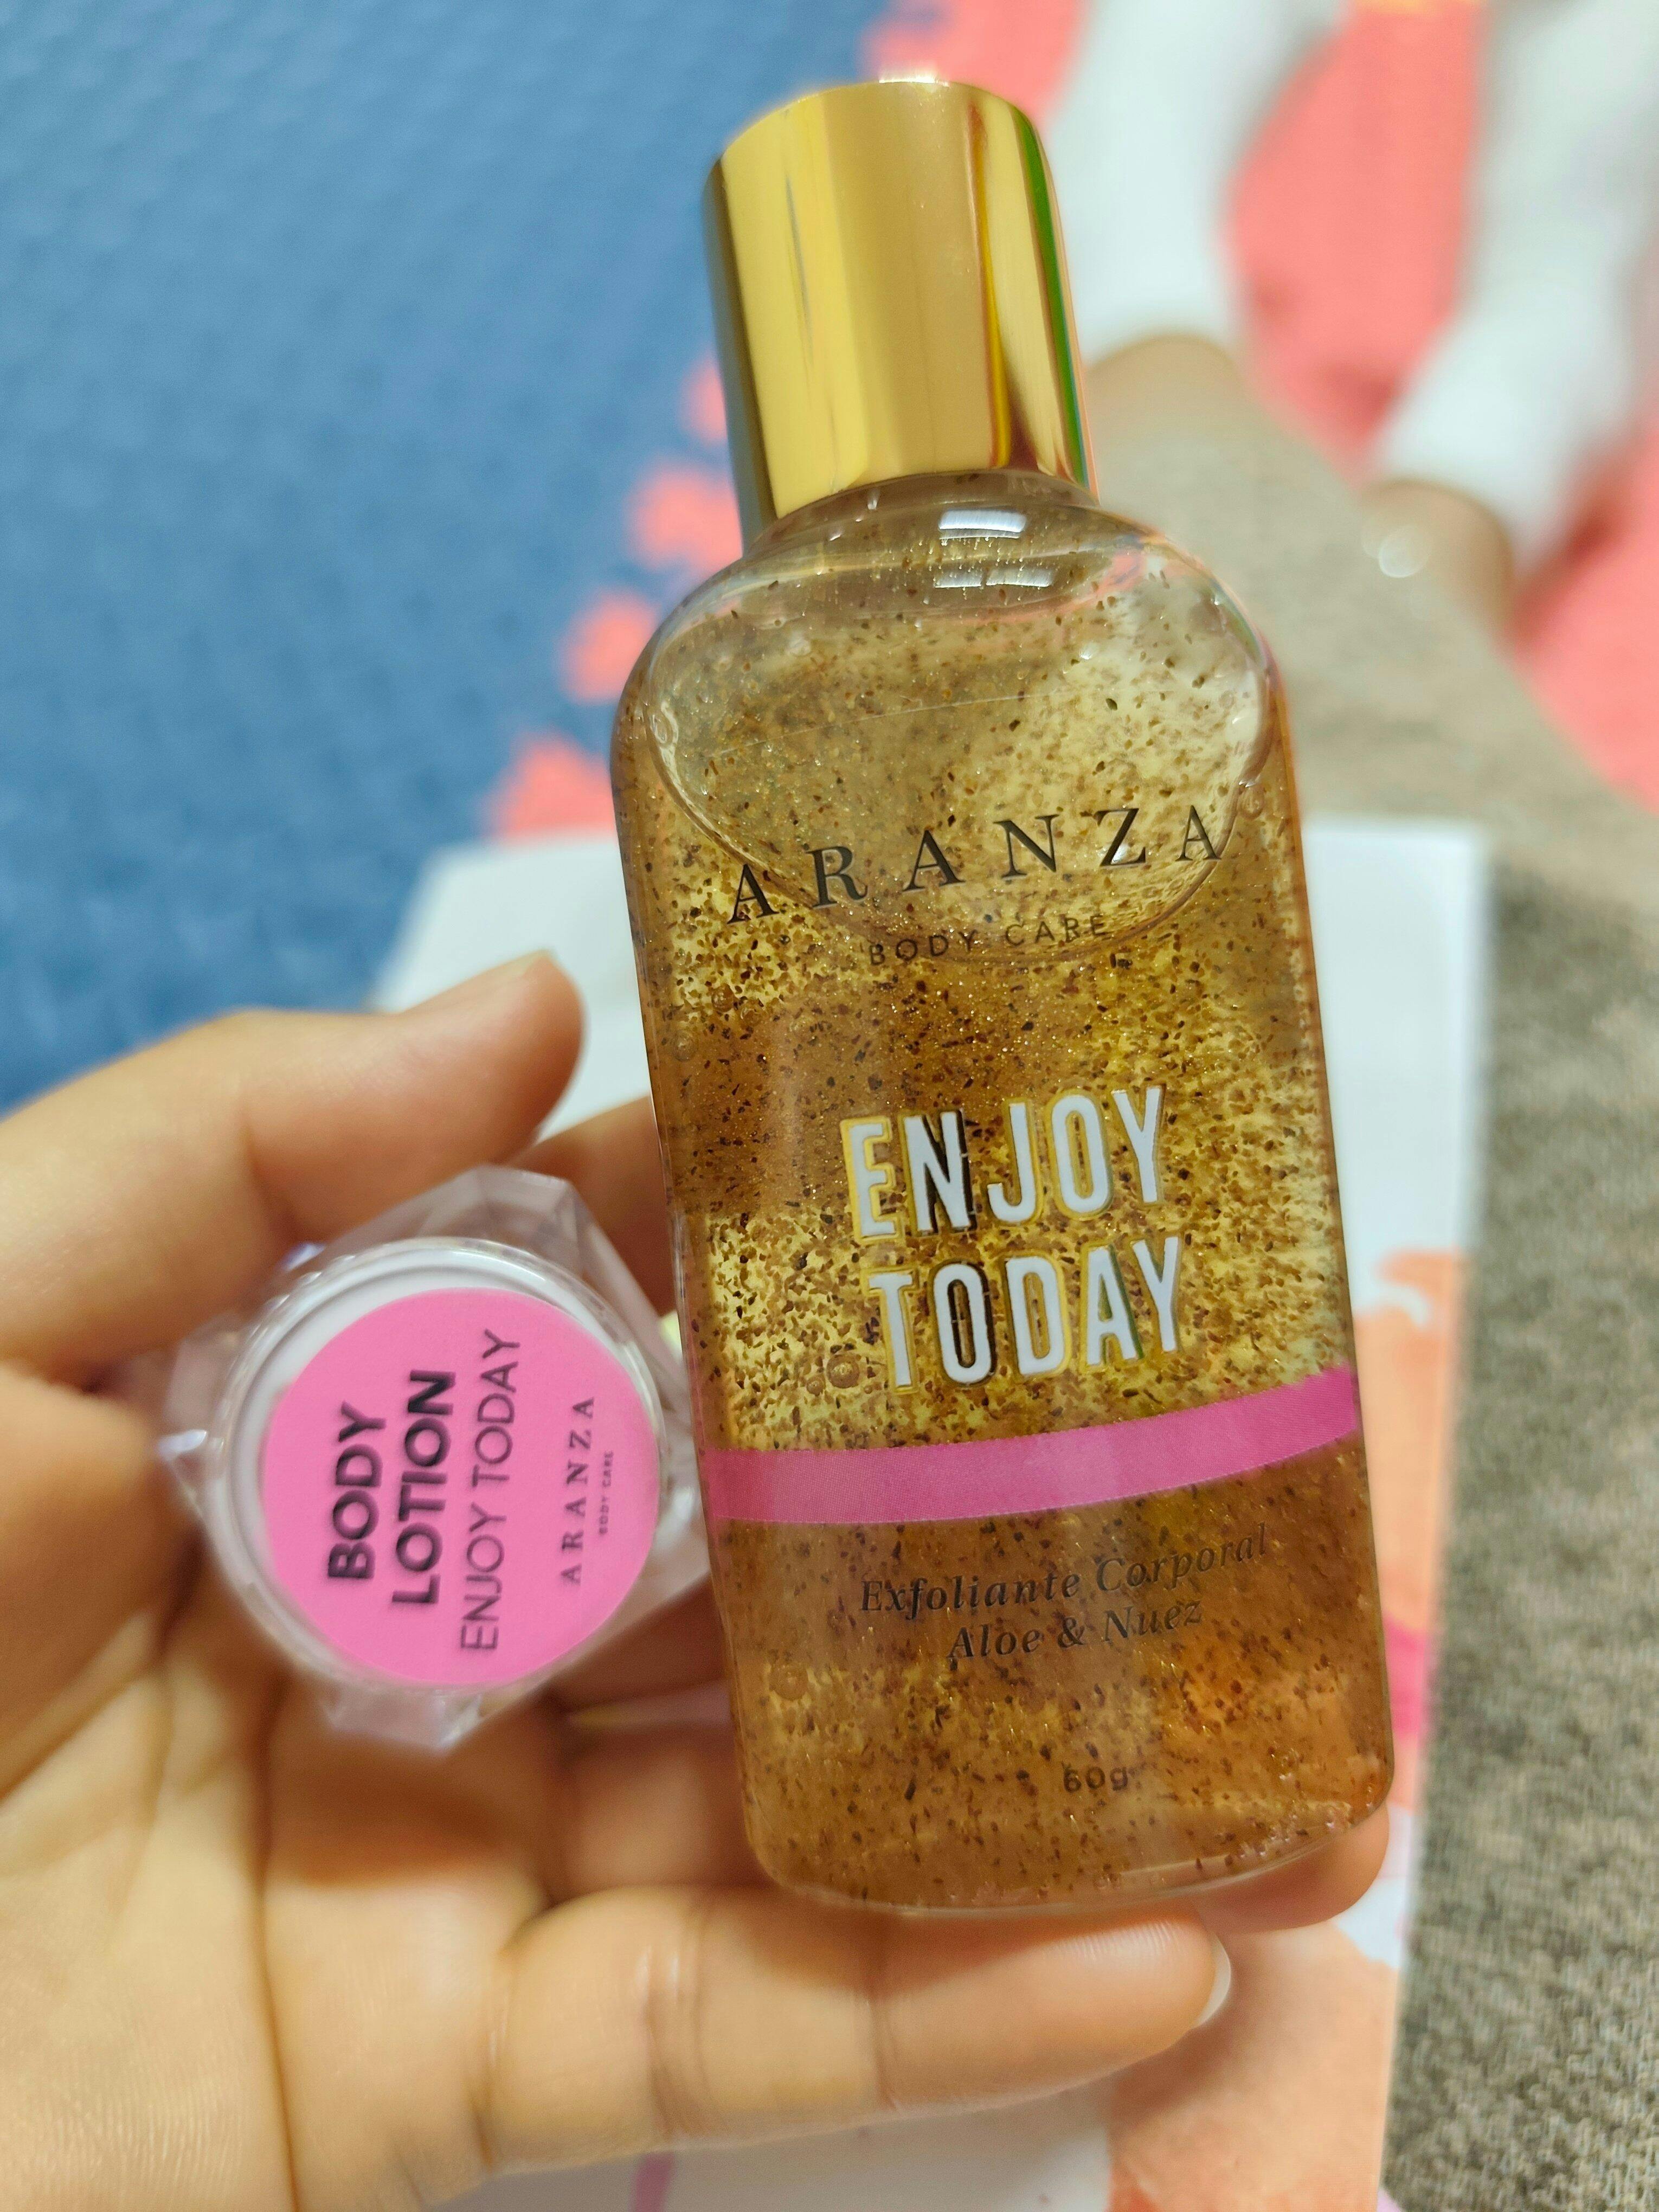 ARANZA
BODY CARE
ENJOY
TODAY
Exfoliante Corporal
Aloe & Nuez
60g
BODY
LOTION
ENJOY TODAY
ARANZA
BODY CARE